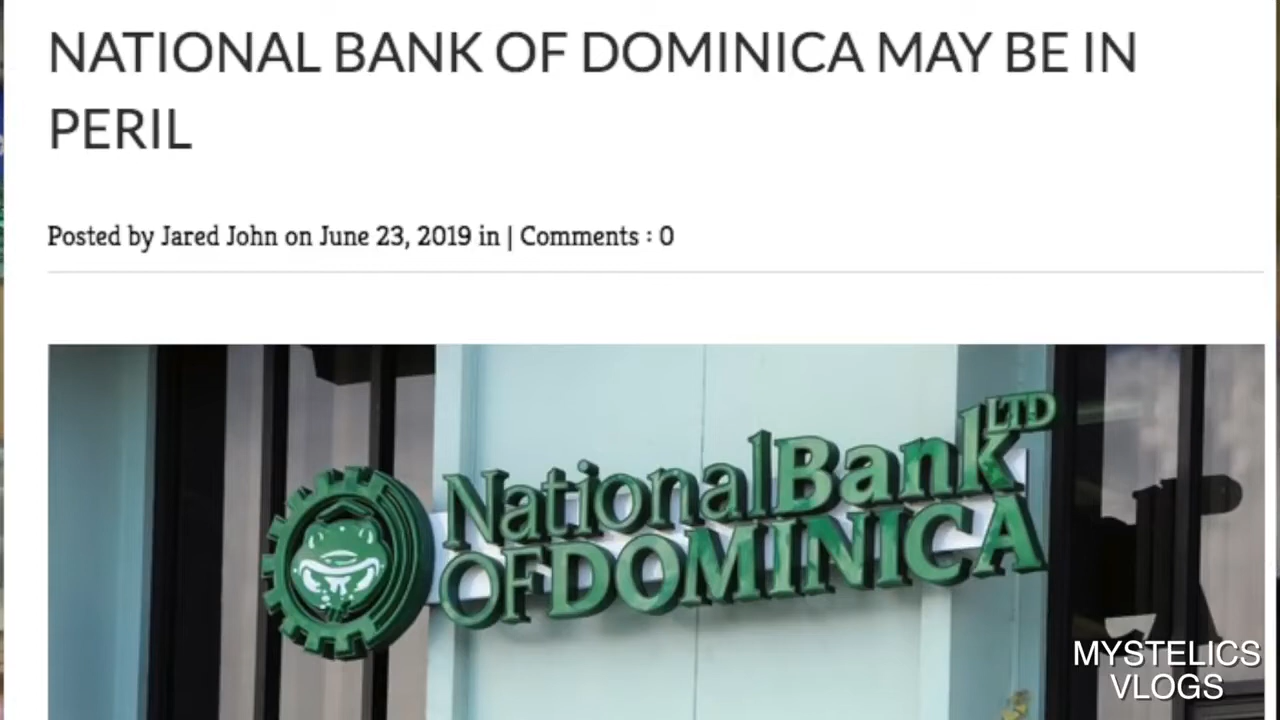 NATIONAL BANK OF DOMINICA MAY BE IN
PERIL
Posted by Jared John on June 23, 2019 in | Comments : 0
National Bank LTD
OF DOMINICA
MYSTELICS
VLOGS